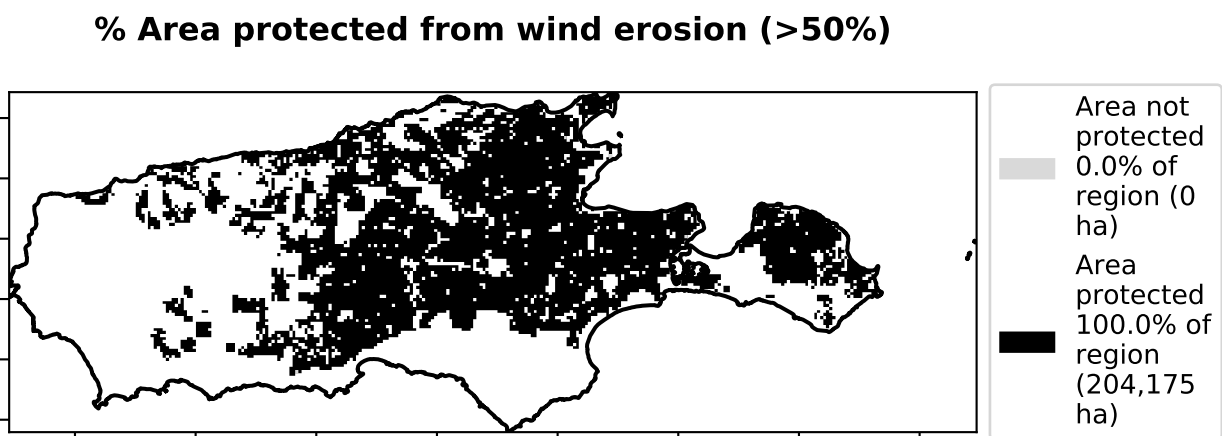 % Area protected from wind erosion (>50%)
Area not
protected
0.0% of
region (0
ha)
Area
protected
100.0% of
region
(204,175
ha)